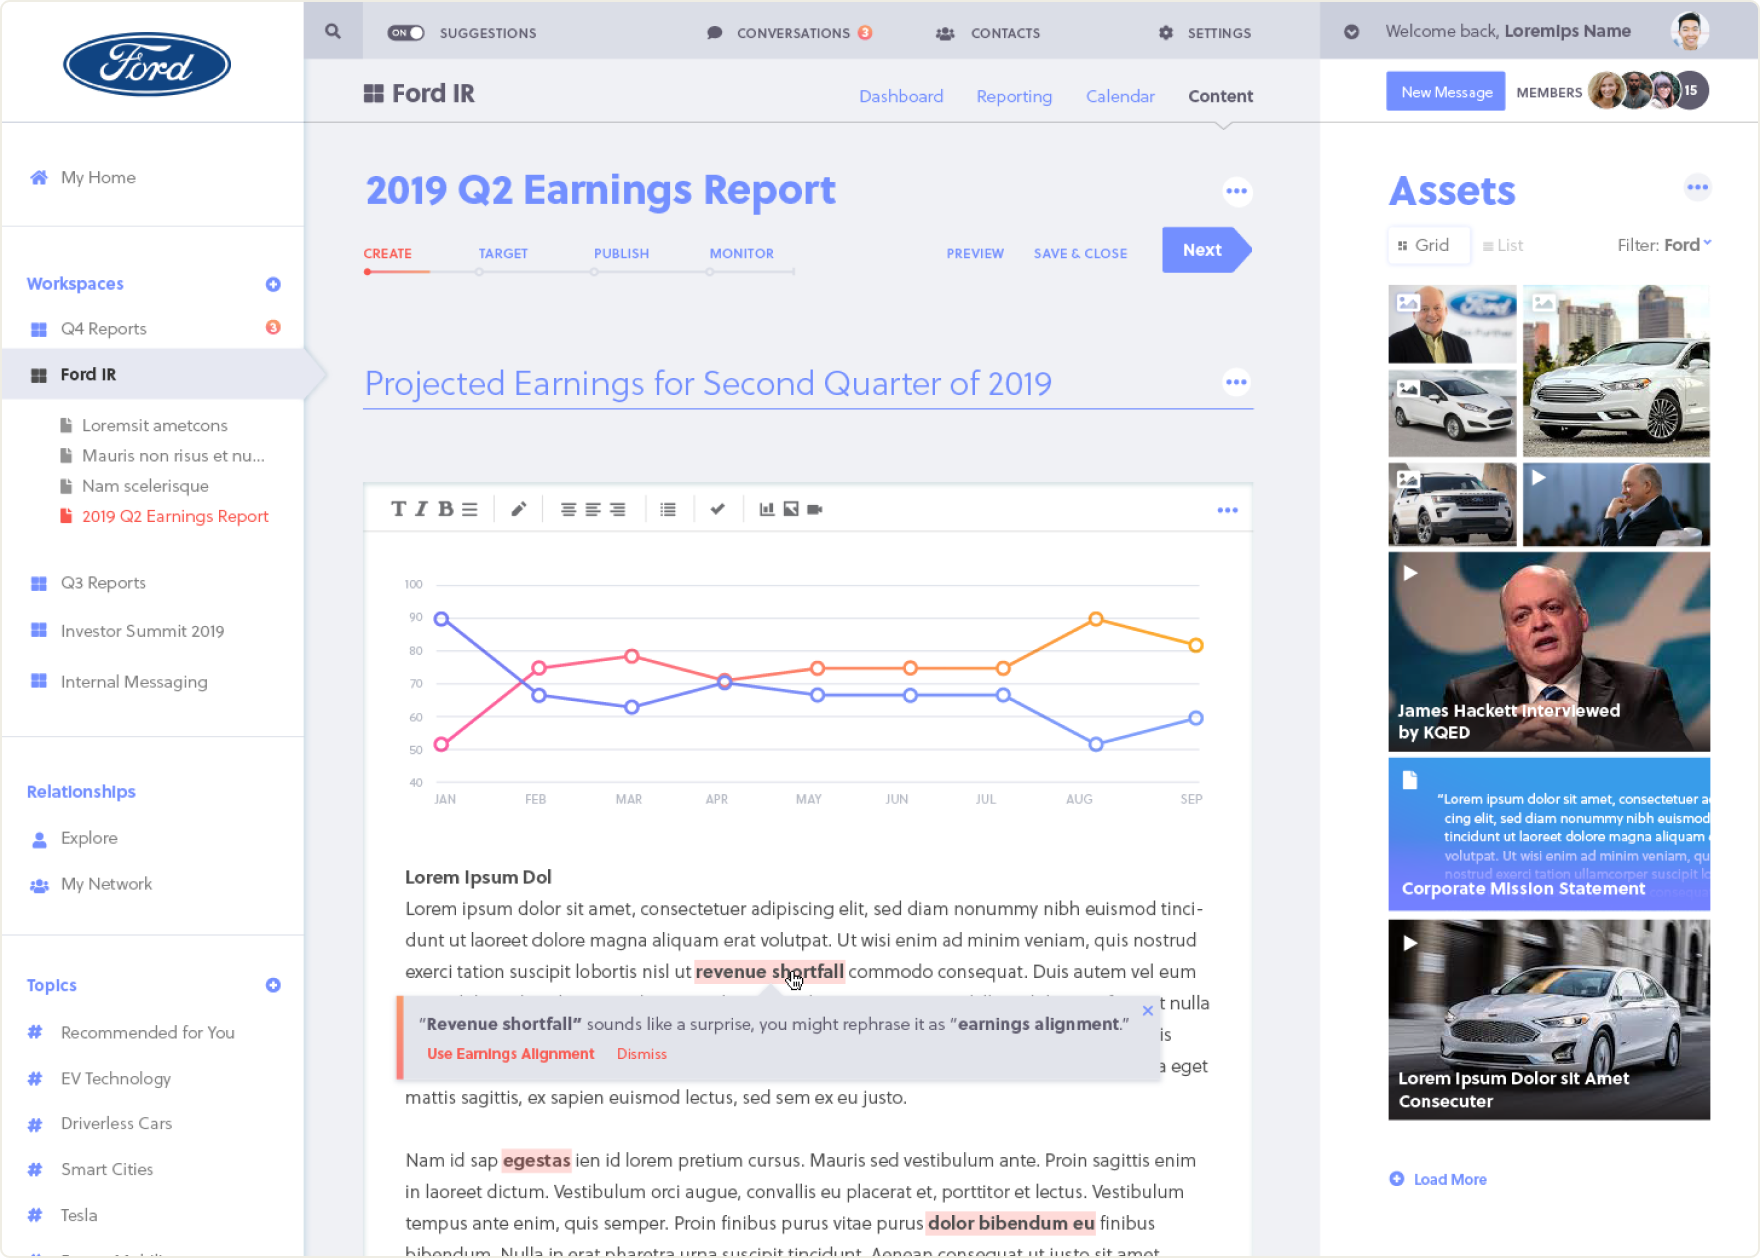 Ford
ON SUGGESTIONS
CONVERSATIONS 3
CONTACTS
SETTINGS
Welcome back, LoremIps Name
Ford IR
Dashboard
Reporting
Calendar
Content
New Message
MEMBERS
15
My Home
Workspaces
Q4 Reports 3
Ford IR
Loremsit ametcons
Mauris non risus et nu...
Nam scelerisque
2019 Q2 Earnings Report
Q3 Reports
Investor Summit 2019
Internal Messaging
Relationships
Explore
My Network
Topics
# Recommended for You
# EV Technology
# Driverless Cars
# Smart Cities
# Tesla
2019 Q2 Earnings Report
CREATE
TARGET
PUBLISH
MONITOR
PREVIEW
SAVE & CLOSE
Next
Projected Earnings for Second Quarter of 2019
T I B
100
90
80
70
60
50
40
JAN FEB MAR APR MAY JUN JUL AUG SEP
Lorem Ipsum Dol
Lorem ipsum dolor sit amet, consectetuer adipiscing elit, sed diam nonummy nibh euismod tinci-
dunt ut laoreet dolore magna aliquam erat volutpat. Ut wisi enim ad minim veniam, quis nostrud
exerci tation suscipit lobortis nisl ut revenue shortfall commodo consequat. Duis autem vel eum
t nulla
“Revenue shortfall” sounds like a surprise, you might rephrase it as “earnings alignment.”
is
Use Earnings Alignment Dismiss
a eget
mattis sagittis, ex sapien euismod lectus, sed sem ex eu justo.
Nam id sap egestas ien id lorem pretium cursus. Mauris sed vestibulum ante. Proin sagittis enim
in laoreet dictum. Vestibulum orci augue, convallis eu placerat et, porttitor et lectus. Vestibulum
tempus ante enim, quis semper. Proin finibus purus vitae purus dolor bibendum eu finibus
bibendum. Nulla in erat pharetra urna suscipit tincidunt. Aenean consequat ut justo sit amet
Assets
Grid
List
Filter: Ford
Ford
Go Further
James Hackett Interviewed
by KQED
“Lorem ipsum dolor sit amet, consectetuer a
cing elit, sed diam nonummy nibh euismod
tincidunt ut laoreet dolore magna aliquam
volutpat. Ut wisi enim ad minim veniam, qu
nostrud exerci tation ullamcorper suscipit lo
consequat
Corporate Mission Statement
Lorem Ipsum Dolor sit Amet
Consecuter
Load More